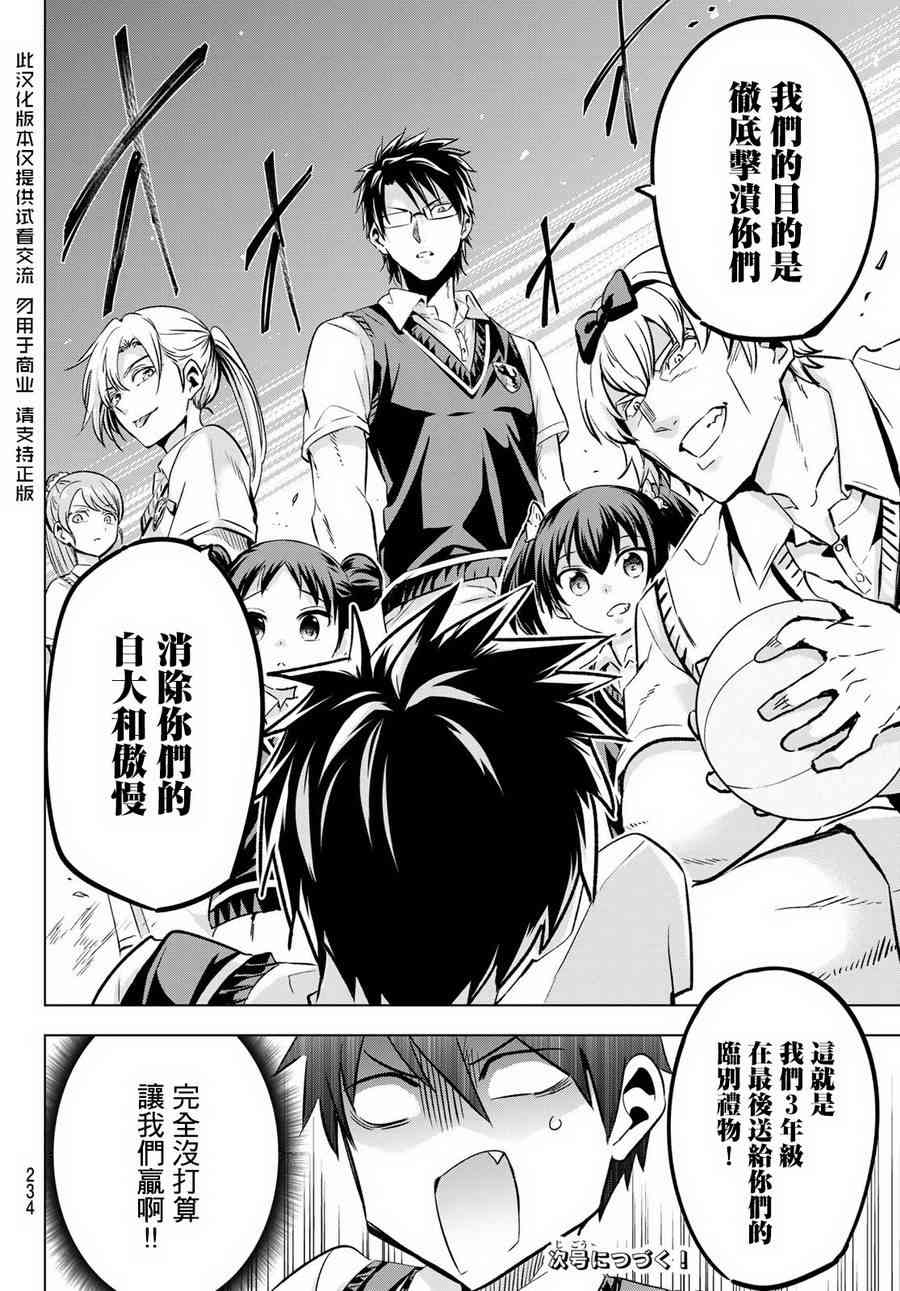 我們的目的是
徹底擊潰你們
消除你們的
自大和傲慢
這就是
我們3年級
在最後送給你們的
臨別禮物！
完全沒打算
讓我們贏啊!!
じごう
次号につづく！
此汉化版本仅提供试看交流 勿用于商业 请支持正版
234